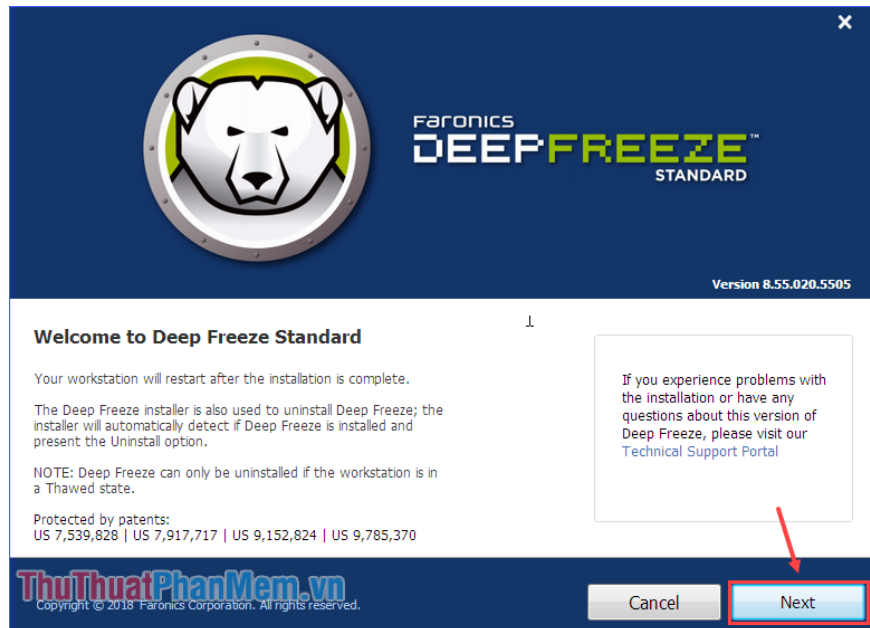 Faronics
DEEPFREEZE™
STANDARD
Version 8.55.020.5505
Welcome to Deep Freeze Standard
Your workstation will restart after the installation is complete.
The Deep Freeze installer is also used to uninstall Deep Freeze; the
installer will automatically detect if Deep Freeze is installed and
present the Uninstall option.
NOTE: Deep Freeze can only be uninstalled if the workstation is in
a Thawed state.
Protected by patents:
US 7,539,828 | US 7,917,717 | US 9,152,824 | US 9,785,370
If you experience problems with
the installation or have any
questions about this version of
Deep Freeze, please visit our
Technical Support Portal
ThuThuatPhanMem.vn
Copyright © 2018 Faronics Corporation. All rights reserved.
Cancel
Next